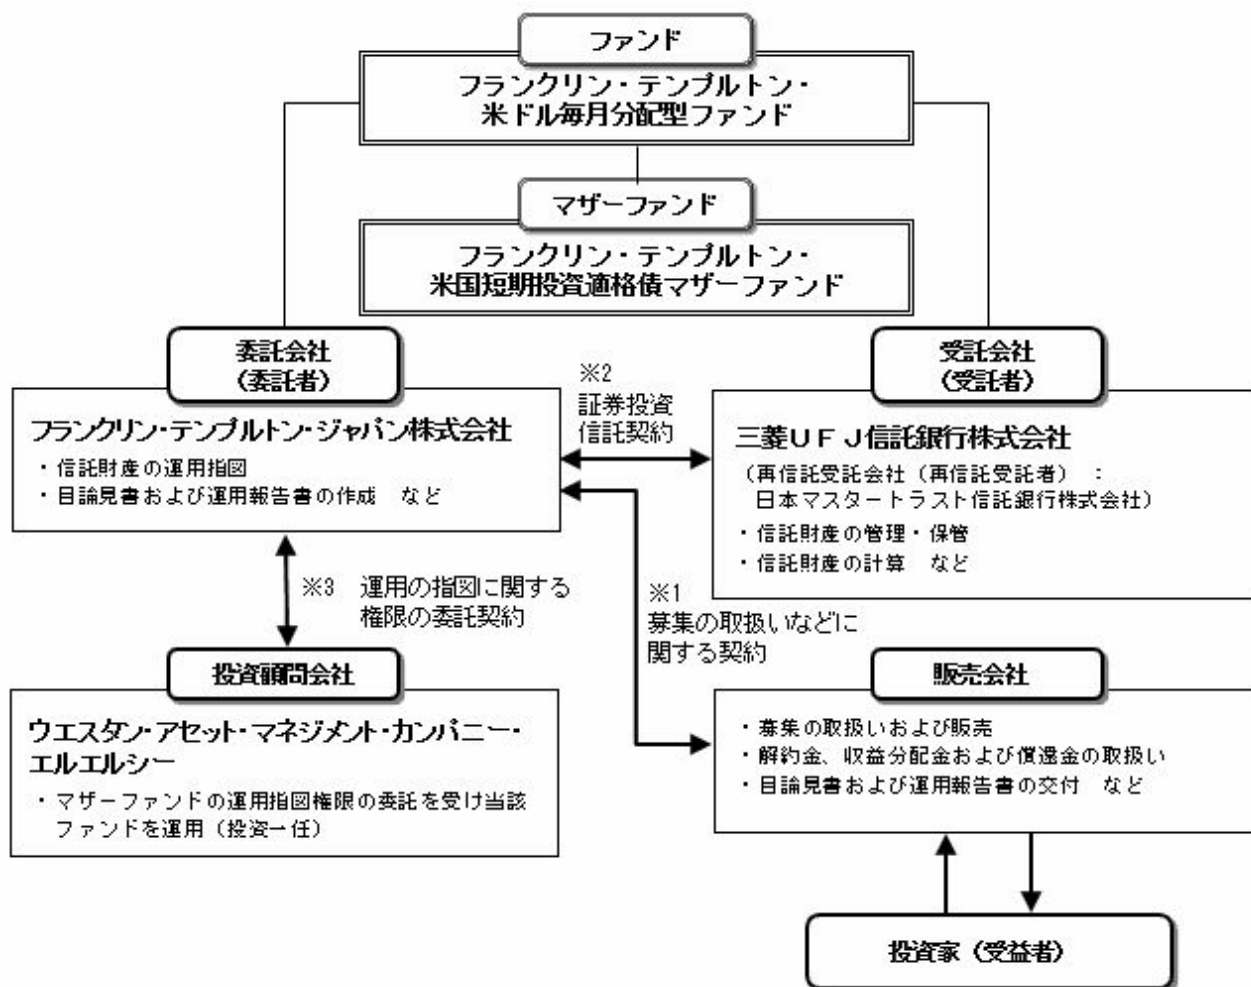 ファンド
フランクリン・テンプルトン・
米ドル毎月分配型ファンド
マザーファンド
フランクリン・テンプルトン・
米国短期投資適格債マザーファンド
委託会社
(委託者)
フランクリン・テンプルトン・ジャパン株式会社
・信託財産の運用指図
・目論見書および運用報告書の作成 など
※2
証券投資
信託契約
受託会社
(受託者)
三菱UFJ信託銀行株式会社
(再信託受託会社(再信託受託者):
日本マスタートラスト信託銀行株式会社)
・信託財産の管理・保管
・信託財産の計算 など
※3 運用の指図に関する
権限の委託契約
※1
募集の取扱いなどに
関する契約
投資顧問会社
ウエスタン・アセット・マネジメント・カンパニー・
エルエルシー
・マザーファンドの運用指図権限の委託を受け当該
ファンドを運用(投資一任)
販売会社
・募集の取扱いおよび販売
・解約金、収益分配金および償還金の取扱い
・目論見書および運用報告書の交付 など
投資家(受益者)